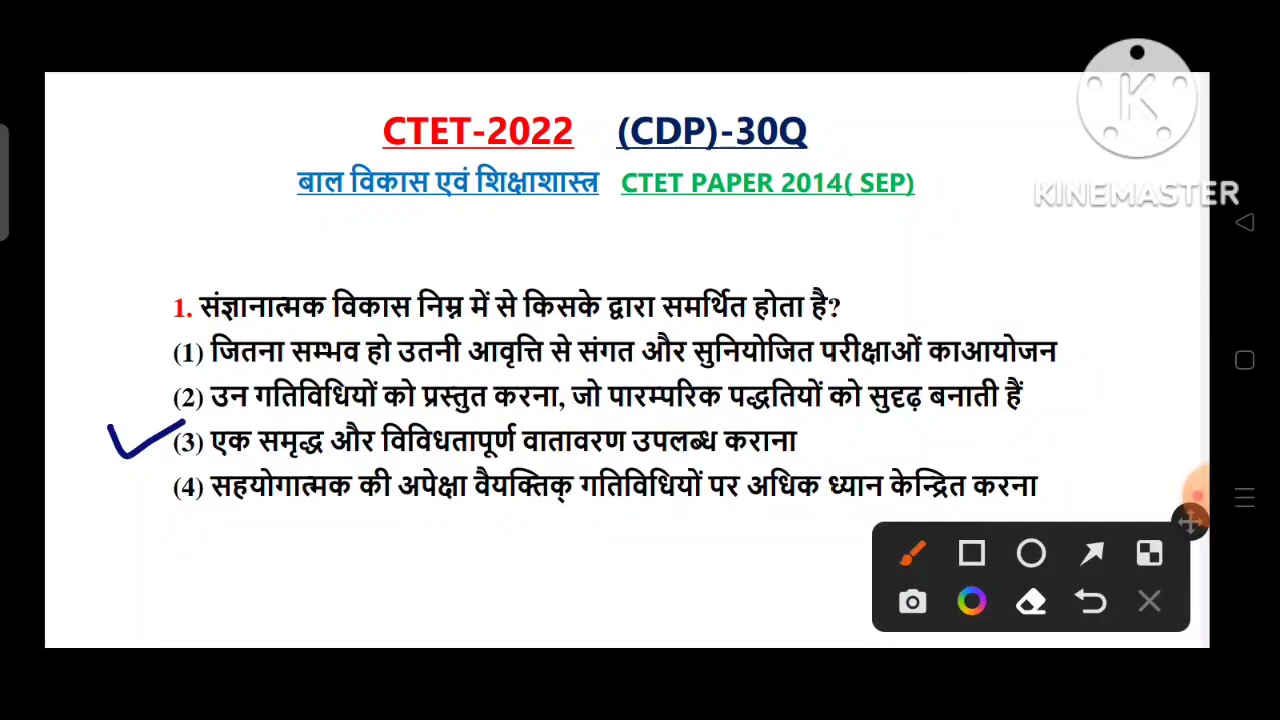 CTET-2022 (CDP)-30Q
बाल विकास एवं शिक्षाशास्त्र CTET PAPER 2014( SEP)
KINEMASTER
1. संज्ञानात्मक विकास निम्न में से किसके द्वारा समर्थित होता है?
(1) जितना सम्भव हो उतनी आवृत्ति से संगत और सुनियोजित परीक्षाओं काआयोजन
(2) उन गतिविधियों को प्रस्तुत करना, जो पारम्परिक पद्धतियों को सुदृढ़ बनाती हैं
(3) एक समृद्ध और विविधतापूर्ण वातावरण उपलब्ध कराना
(4) सहयोगात्मक की अपेक्षा वैयक्तिक् गतिविधियों पर अधिक ध्यान केन्द्रित करना